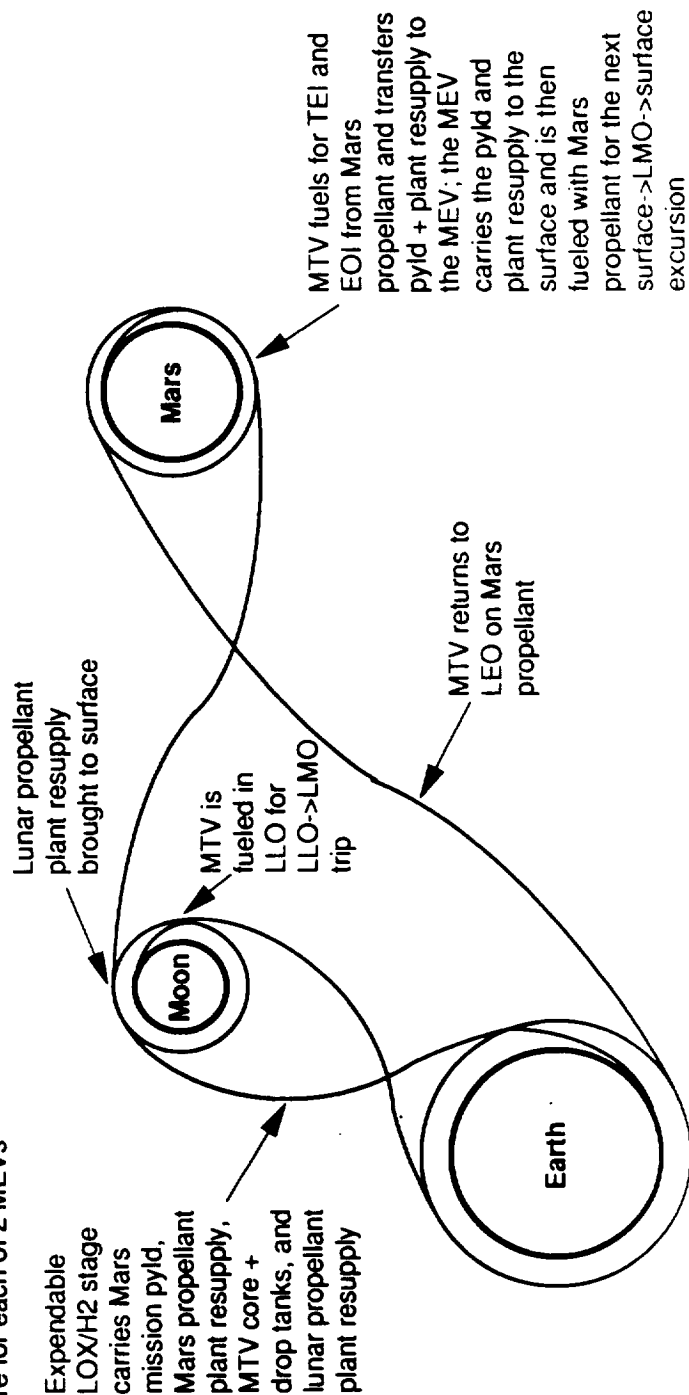 re for each of 2 MEVs
Expendable
LOX/H2 stage
carries Mars
mission pyld,
Mars propellant
plant resupply,
MTV core +
drop tanks, and
lunar propellant
plant resupply
Lunar propellant
plant resupply
brought to surface
Moon
MTV is
fueled in
LLO for
LLO->LMO
trip
Mars
MTV fuels for TEI and
EOI from Mars
propellant and transfers
pyld + plant resupply to
the MEV; the MEV
carries the pyld and
plant resupply to the
surface and is then
fueled with Mars
propellant for the next
surface->LMO->surface
excursion
MTV returns to
LEO on Mars
propellant
Earth